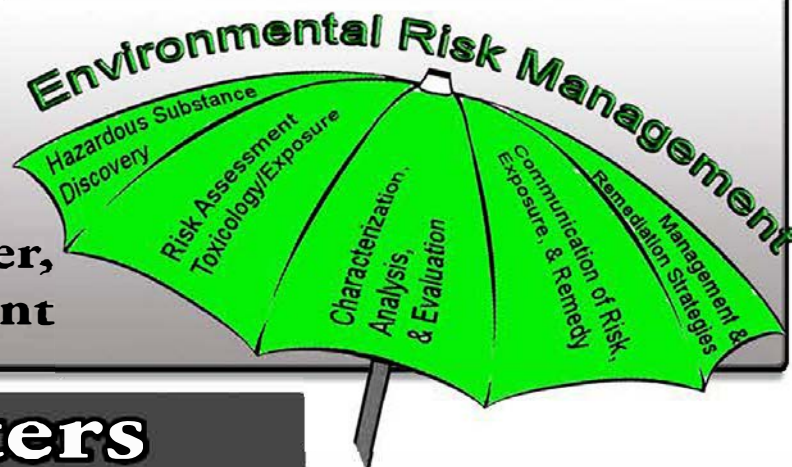 Environmental Risk Management
Hazardous Substance
Discovery
Risk Assessment
Toxicology/Exposure
Characterization,
Analysis,
& Evaluation
Communication of Risk,
Exposure, & Remedy
Management &
Remediation Strategies
er,
nt
ters